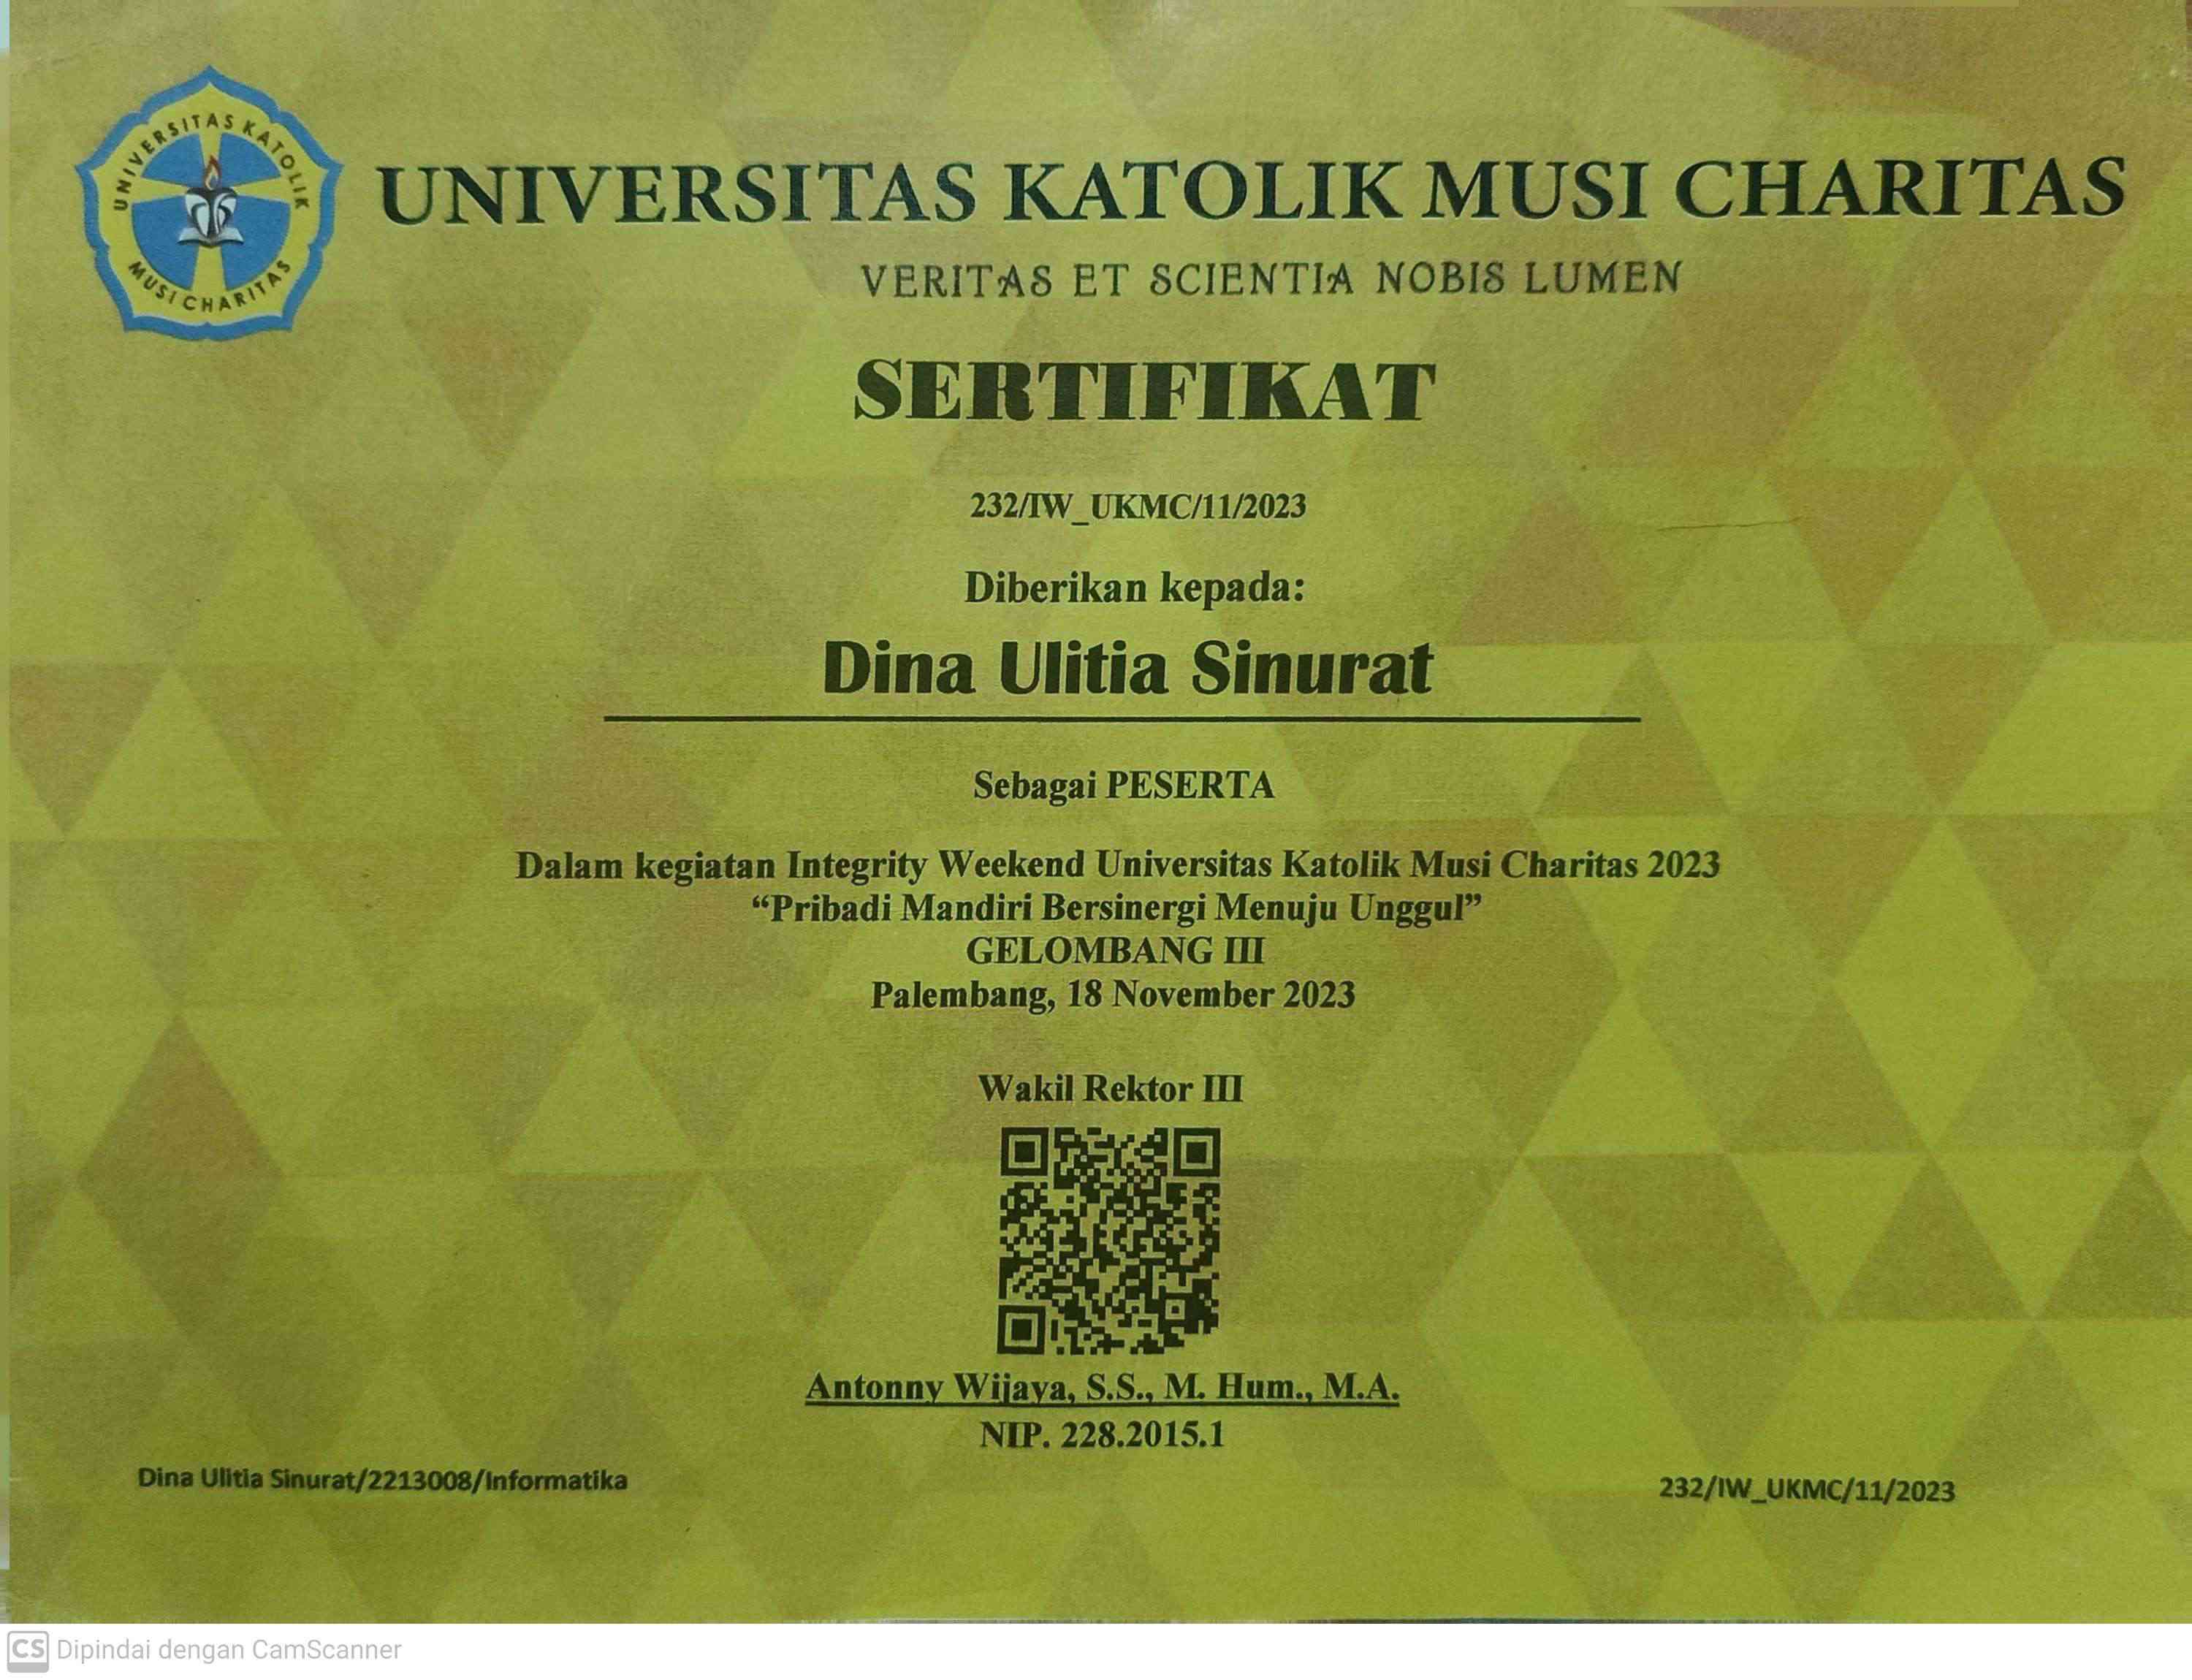 UNIVERSITAS KATOLIK
MUSI CHARITAS
UNIVERSITAS KATOLIK MUSI CHARITAS
VERITAS ET SCIENTIA NOBIS LUMEN
SERTIFIKAT
232/IW_UKMC/11/2023
Diberikan kepada:
Dina Ulitia Sinurat
Sebagai PESERTA
Dalam kegiatan Integrity Weekend Universitas Katolik Musi Charitas 2023
“Pribadi Mandiri Bersinergi Menuju Unggul”
GELOMBANG III
Palembang, 18 November 2023
Wakil Rektor III
Antonny Wijaya, S.S., M. Hum., M.A.
NIP. 228.2015.1
Dina Ulitia Sinurat/2213008/Informatika
232/IW_UKMC/11/2023
CS Dipindai dengan CamScanner